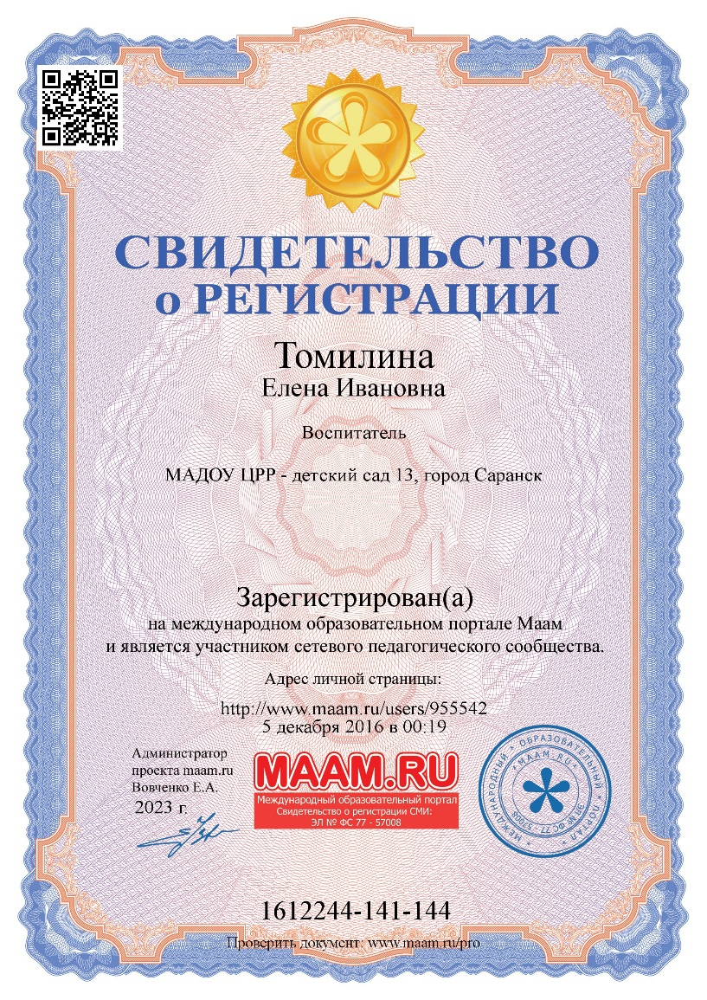 СВИДЕТЕЛЬСТВО
о РЕГИСТРАЦИИ
Томилина
Елена Ивановна
Воспитатель
МАДОУ ЦРР - детский сад 13, город Саранск
Зарегистрирован(а)
на международном образовательном портале Маам
и является участником сетевого педагогического сообщества.
Адрес личной страницы:
http://www.maam.ru/users/955542
5 декабря 2016 в 00:19
Администратор
проекта maam.ru
Вовченко Е.А.
2023 г.
MAAM.RU
Международный образовательный портал
Свидетельство о регистрации СМИ:
ЭЛ № ФС 77 - 57008
* МЕЖДУНАРОДНЫЙ * ОБРАЗОВАТЕЛЬНЫЙ * ПОРТАЛ *
*MAAM.RU*
ЭЛ № ФС 77 - 57008
1612244-141-144
Проверить документ: www.maam.ru/pro